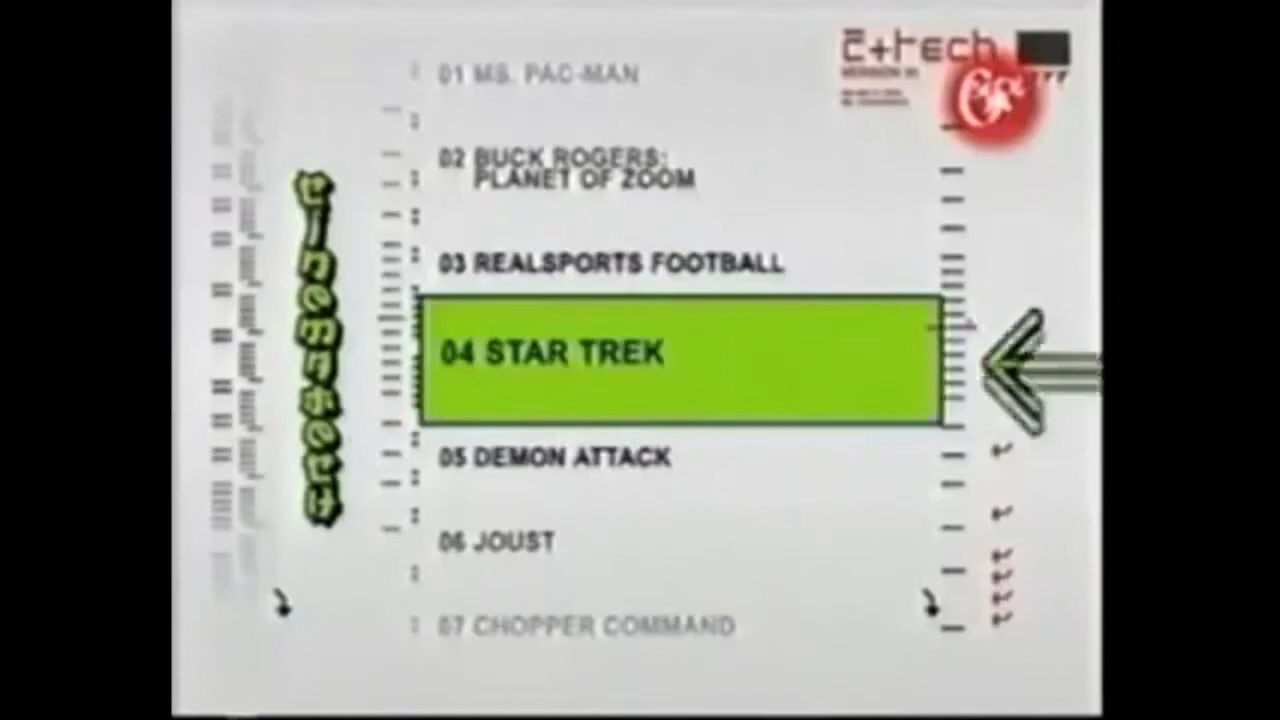 01 MS. PAC-MAN
02 BUCK ROGERS:
PLANET OF ZOOM
03 REALSPORTS FOOTBALL
04 STAR TREK
05 DEMON ATTACK
06 JOUST
07 CHOPPER COMMAND